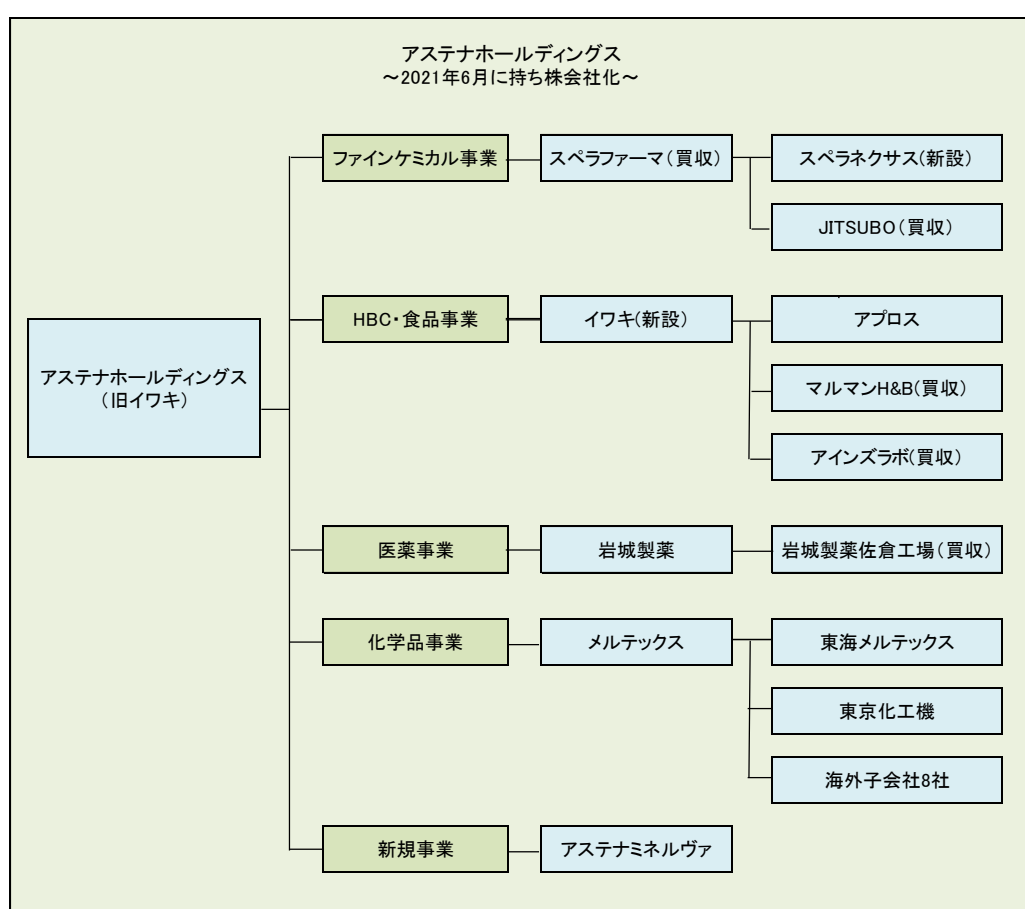 アステナホールディングス
～2021年6月に持ち株会社化～
ファインケミカル事業
スペラファーマ（買収）
スペラネクサス(新設）
JITSUBO（買収）
HBC・食品事業
イワキ(新設）
アプロス
アステナホールディングス
（旧イワキ）
マルマンH&B(買収）
アインズラボ(買収）
医薬事業
岩城製薬
岩城製薬佐倉工場（買収）
化学品事業
メルテックス
東海メルテックス
東京化工機
海外子会社8社
新規事業
アステナミネルヴァ